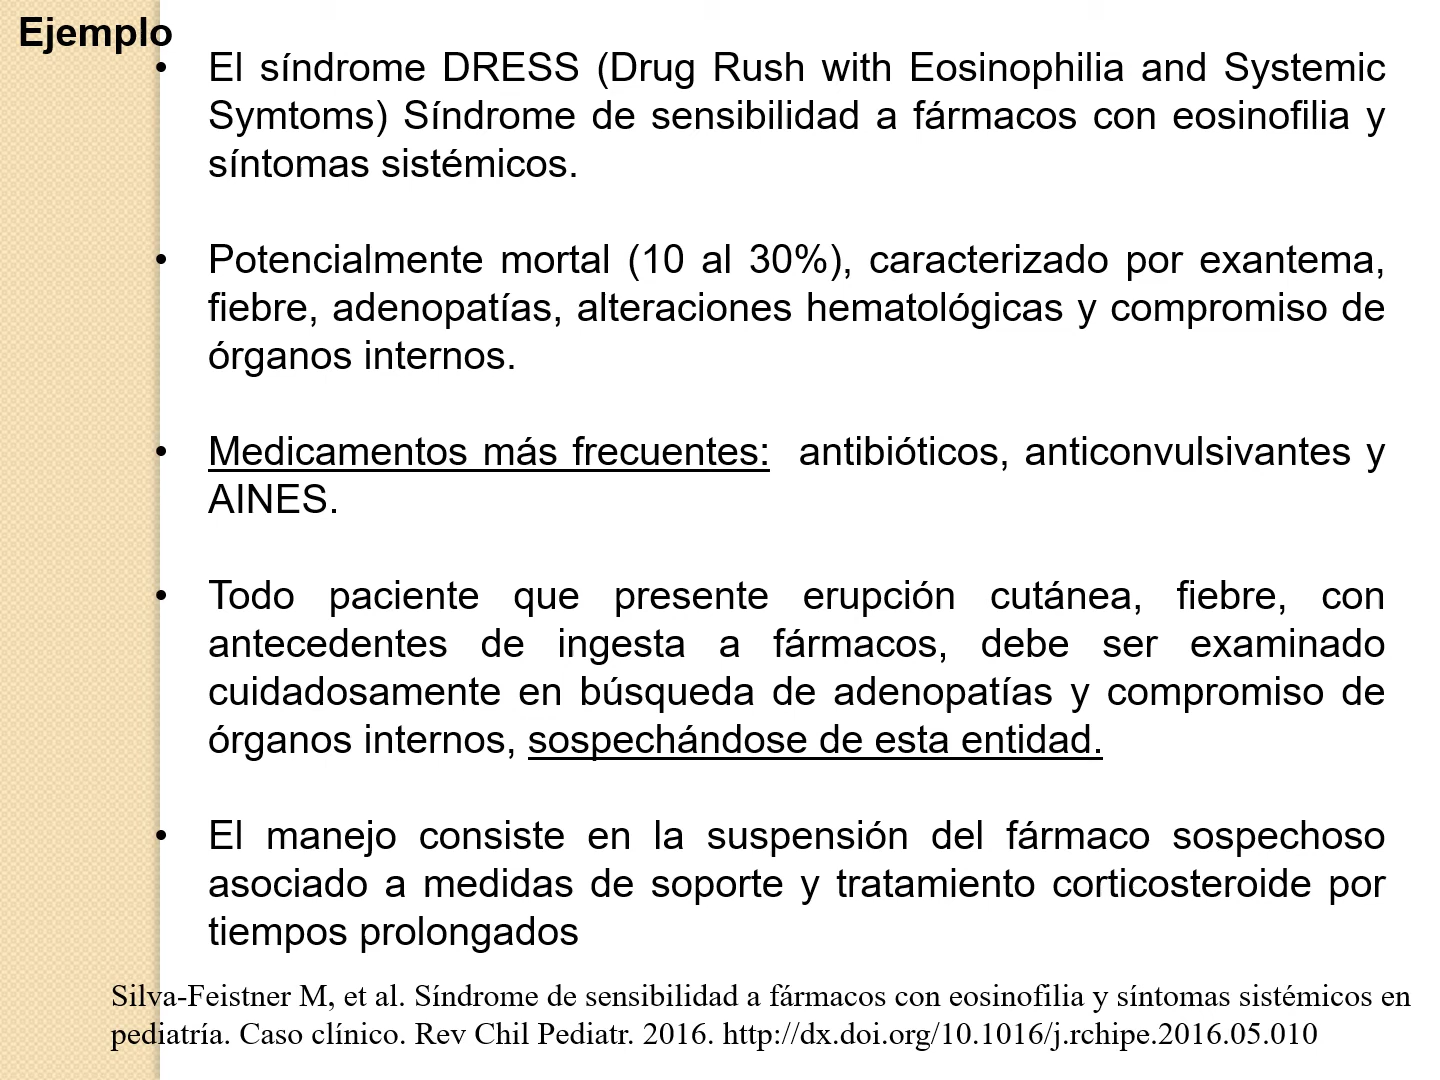 Ejemplo
• El síndrome DRESS (Drug Rush with Eosinophilia and Systemic
Symtoms) Síndrome de sensibilidad a fármacos con eosinofilia y
síntomas sistémicos.
• Potencialmente mortal (10 al 30%), caracterizado por exantema,
fiebre, adenopatías, alteraciones hematológicas y compromiso de
órganos internos.
• Medicamentos más frecuentes: antibióticos, anticonvulsivantes y
AINES.
• Todo paciente que presente erupción cutánea, fiebre, con
antecedentes de ingesta a fármacos, debe ser examinado
cuidadosamente en búsqueda de adenopatías y compromiso de
órganos internos, sospechándose de esta entidad.
• El manejo consiste en la suspensión del fármaco sospechoso
asociado a medidas de soporte y tratamiento corticosteroide por
tiempos prolongados
Silva-Feistner M, et al. Síndrome de sensibilidad a fármacos con eosinofilia y síntomas sistémicos en
pediatría. Caso clínico. Rev Chil Pediatr. 2016. http://dx.doi.org/10.1016/j.rchipe.2016.05.010